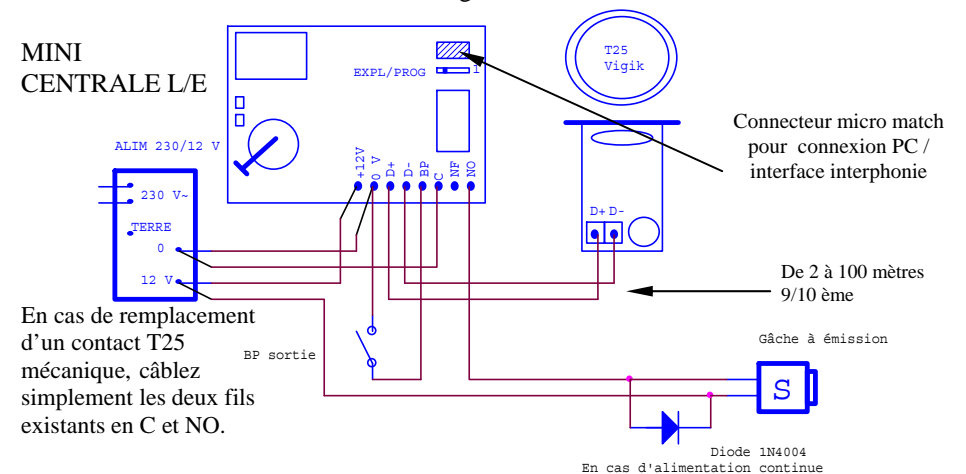 MINI
CENTRALE L/E
EXPL/PROG
1
T25
Vigik
Connecteur micro match
pour connexion PC /
interface interphonie
ALIM 230/12 V
+12V
0 V
D+
D-
BP
C
NF
NO
230 V~
TERRE
0
12 V
D+ D-
De 2 à 100 mètres
9/10 ème
En cas de remplacement
d'un contact T25
mécanique, câblez
simplement les deux fils
existants en C et NO.
BP sortie
Gâche à émission
S
Diode 1N4004
En cas d'alimentation continue